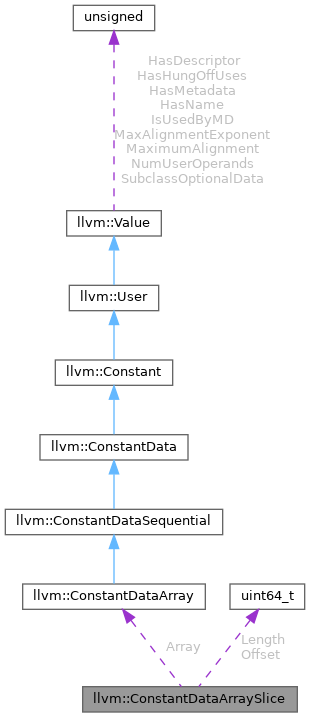 unsigned
HasDescriptor
HasHungOffUses
HasMetadata
HasName
IsUsedByMD
MaxAlignmentExponent
MaximumAlignment
NumUserOperands
SubclassOptionalData
llvm::Value
llvm::User
llvm::Constant
llvm::ConstantData
llvm::ConstantDataSequential
llvm::ConstantDataArray
uint64_t
Array
Length
Offset
llvm::ConstantDataArraySlice